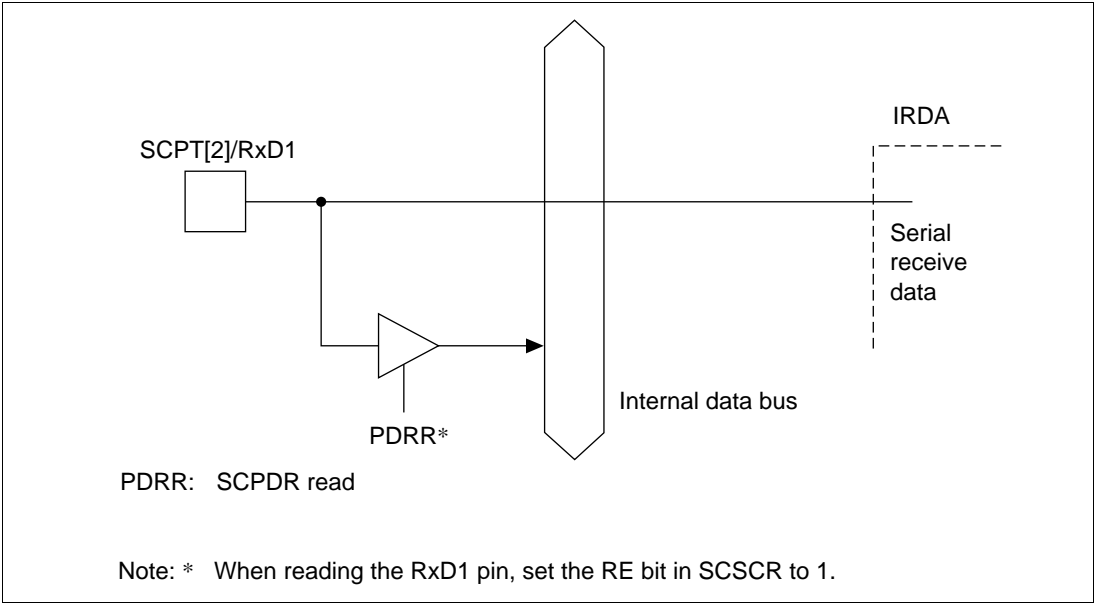 IRDA
SCPT[2]/RxD1
Serial
receive
data
Internal data bus
PDRR*
PDRR: SCPDR read
Note: * When reading the RxD1 pin, set the RE bit in SCSCR to 1.